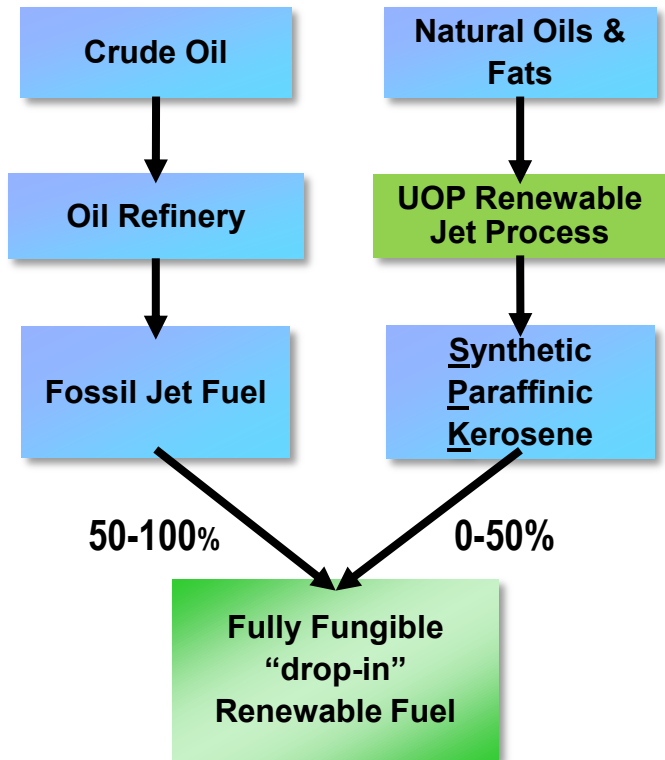 Crude Oil
Natural Oils &
Fats
Oil Refinery
UOP Renewable
Jet Process
Fossil Jet Fuel
Synthetic
Paraffinic
Kerosene
50-100%
0-50%
Fully Fungible
“drop-in”
Renewable Fuel